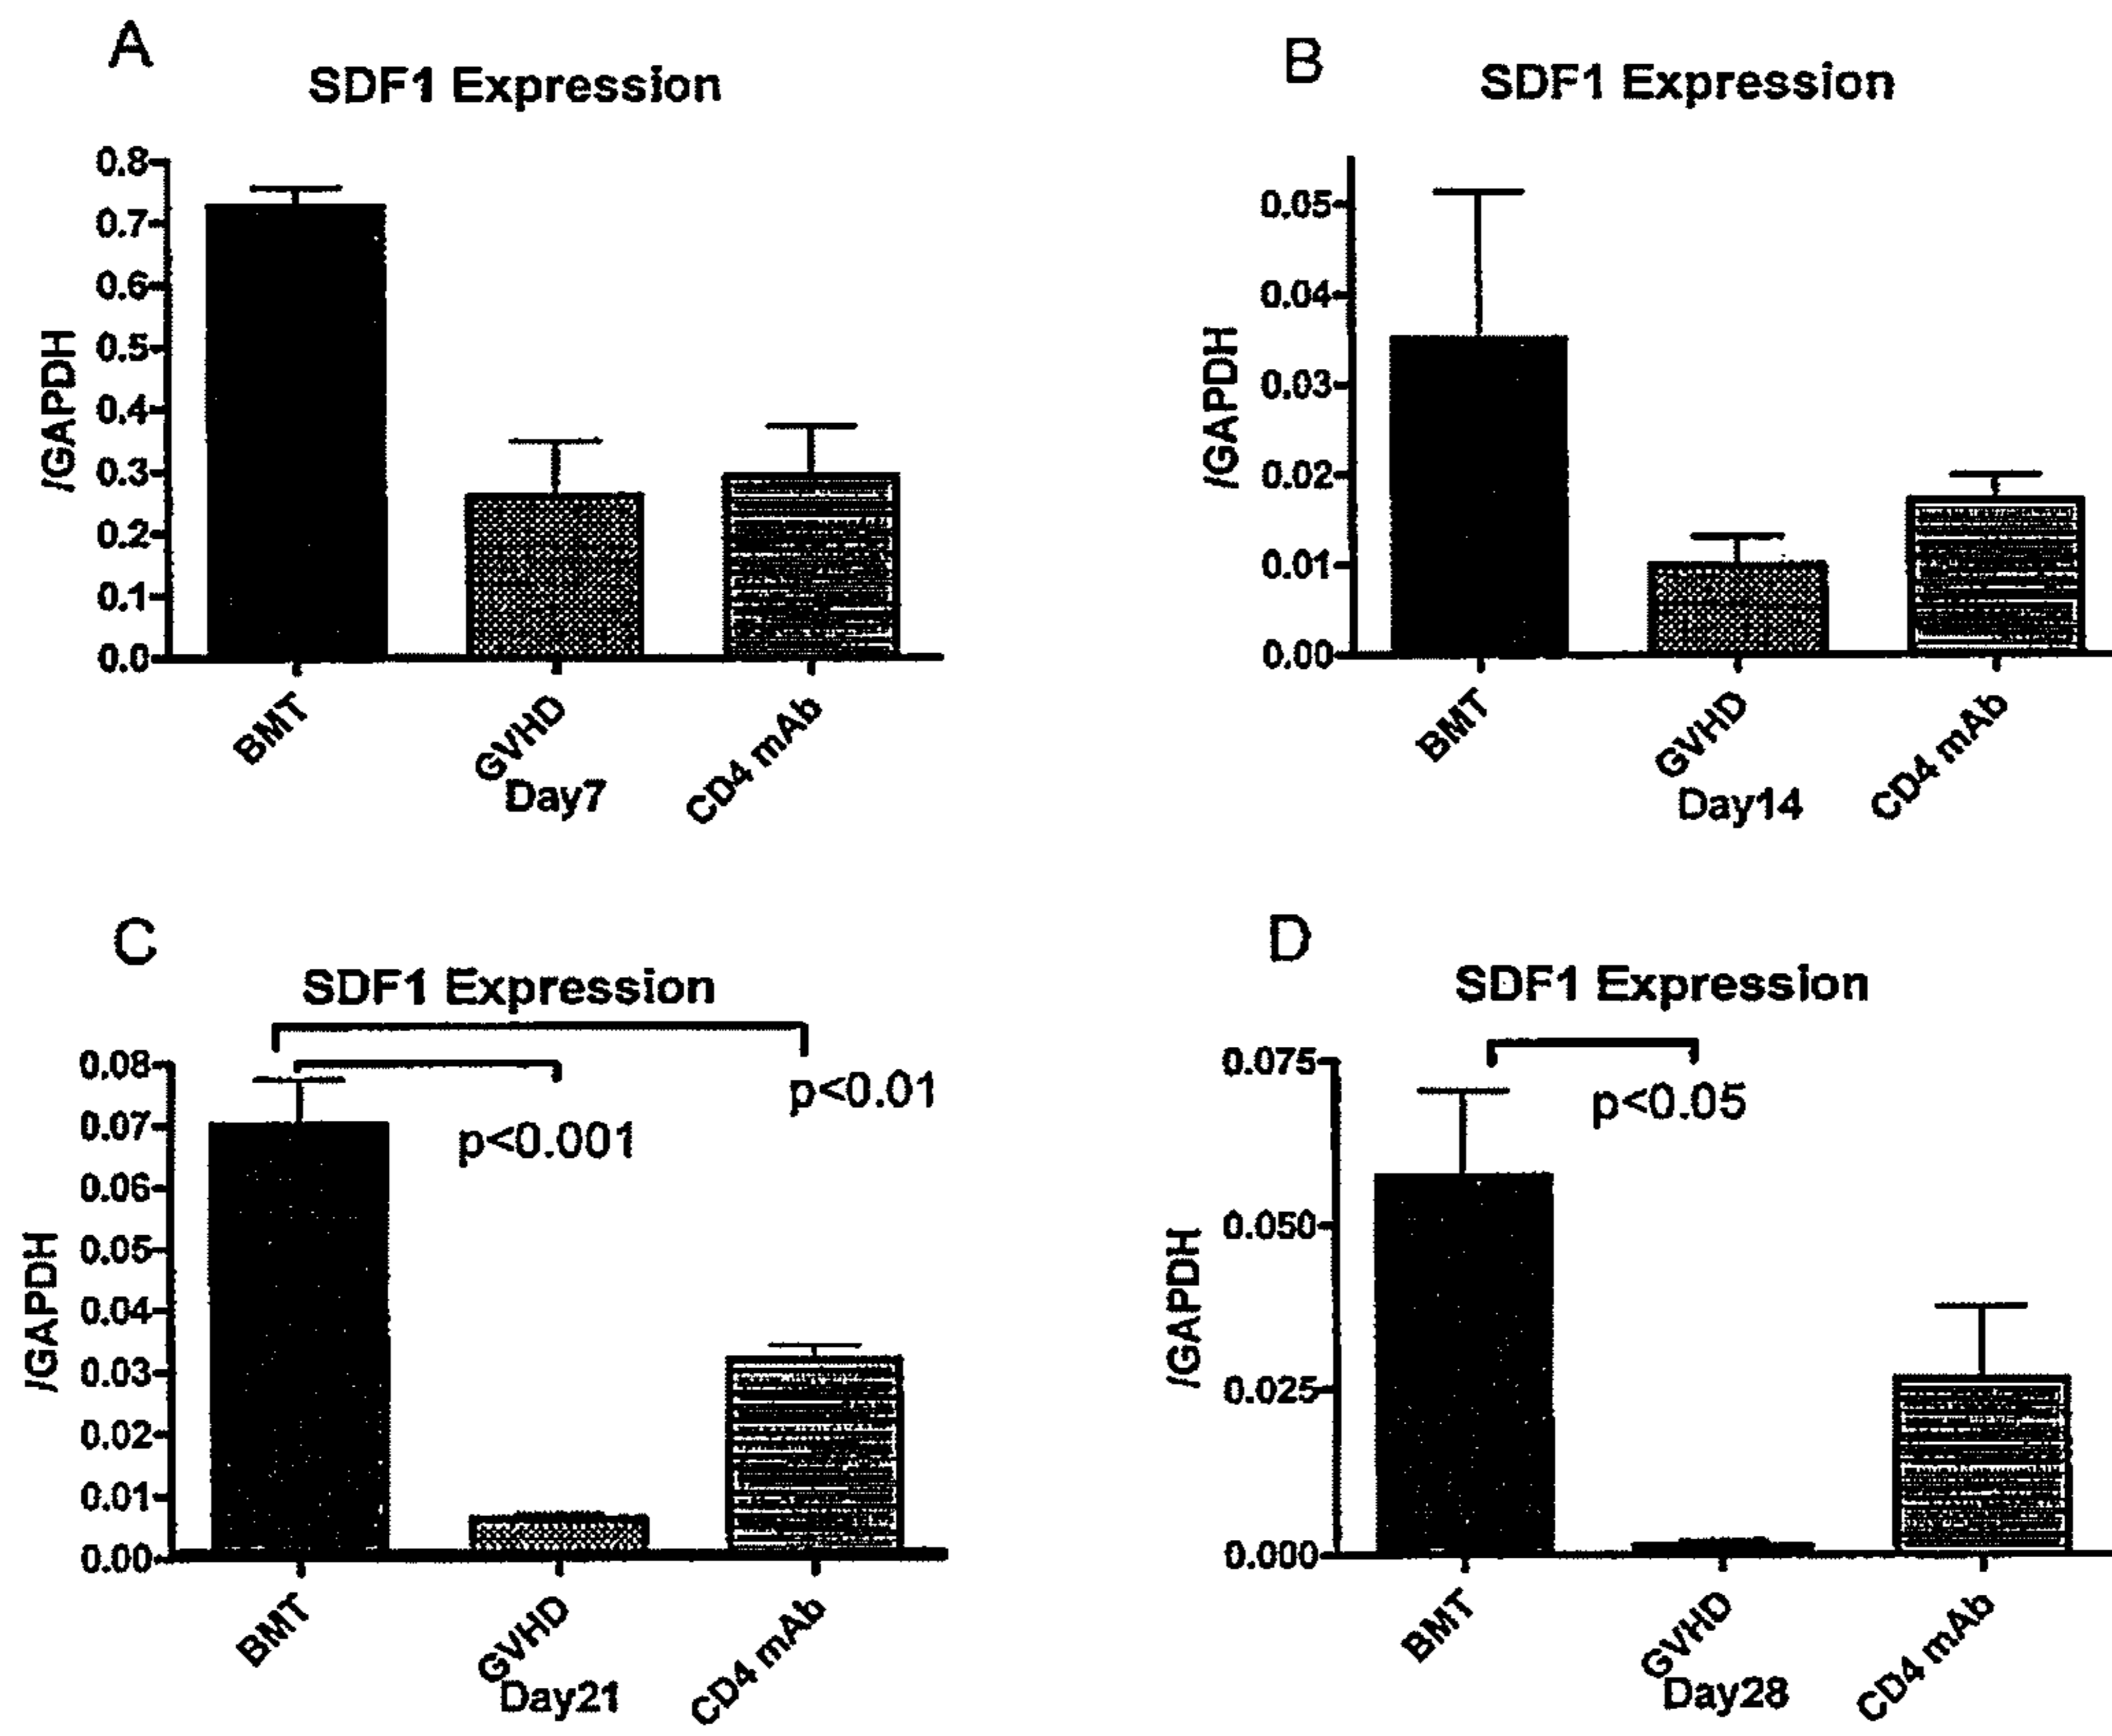 A
SDF1 Expression
0.8
0.7
0.6
0.5
0.4
0.3
0.2
0.1
0.0
/GAPDH
BMT
GVHD
CD4 mAb
Day7
B
SDF1 Expression
0.05
0.04
0.03
0.02
0.01
0.00
/GAPDH
BMT
GVHD
CD4 mAb
Day14
C
SDF1 Expression
p<0.01
p<0.001
0.08
0.07
0.06
0.05
0.04
0.03
0.02
0.01
0.00
/GAPDH
BMT
GVHD
CD4 mAb
Day21
D
SDF1 Expression
p<0.05
0.075
0.050
0.025
0.000
/GAPDH
BMT
GVHD
CD4 mAb
Day28